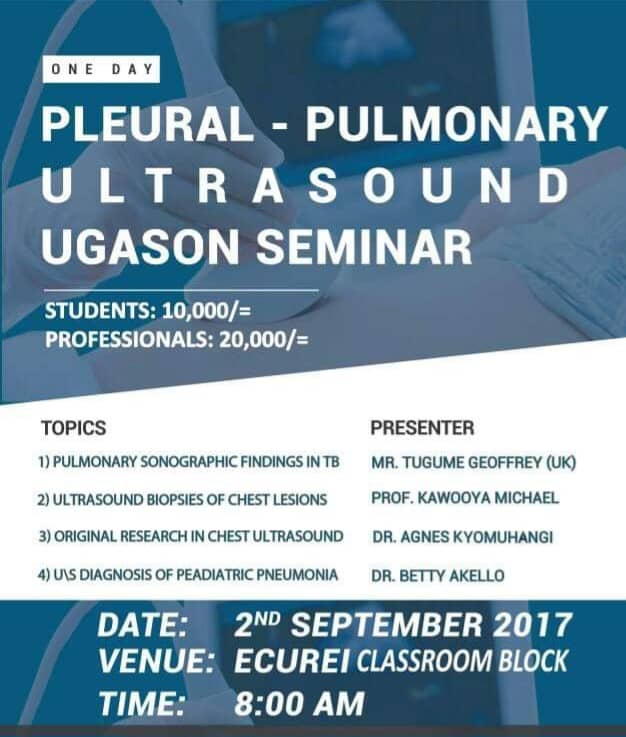 ONE DAY
PLEURAL - PULMONARY
ULTRASOUND
UGASON SEMINAR
STUDENTS: 10,000/=
PROFESSIONALS: 20,000/=
TOPICS PRESENTER
1) PULMONARY SONOGRAPHIC FINDINGS IN TB MR. TUGUME GEOFFREY (UK)
2) ULTRASOUND BIOPSIES OF CHEST LESIONS PROF. KAWOOYA MICHAEL
3) ORIGINAL RESEARCH IN CHEST ULTRASOUND DR. AGNES KYOMUHANGI
4) U\S DIAGNOSIS OF PEADIATRIC PNEUMONIA DR. BETTY AKELLO
DATE: 2ND SEPTEMBER 2017
VENUE: ECUREI CLASSROOM BLOCK
TIME: 8:00 AM